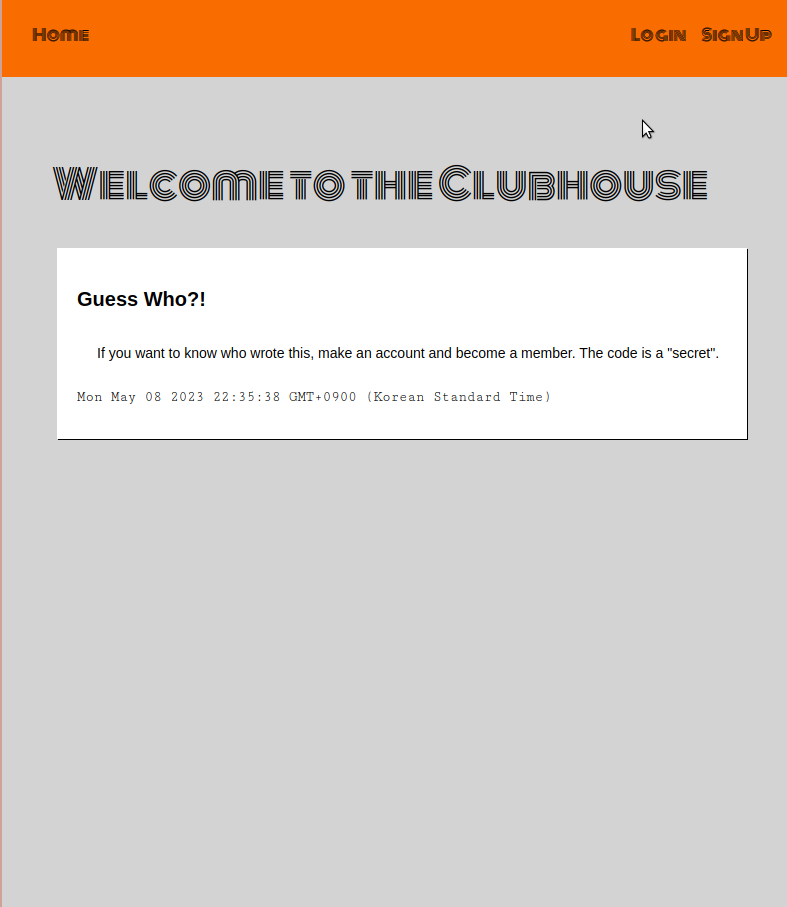 Home Login SignUp
Welcome to the Clubhouse
Guess Who?!
If you want to know who wrote this, make an account and become a member. The code is a "secret".
Mon May 08 2023 22:35:38 GMT+0900 (Korean Standard Time)